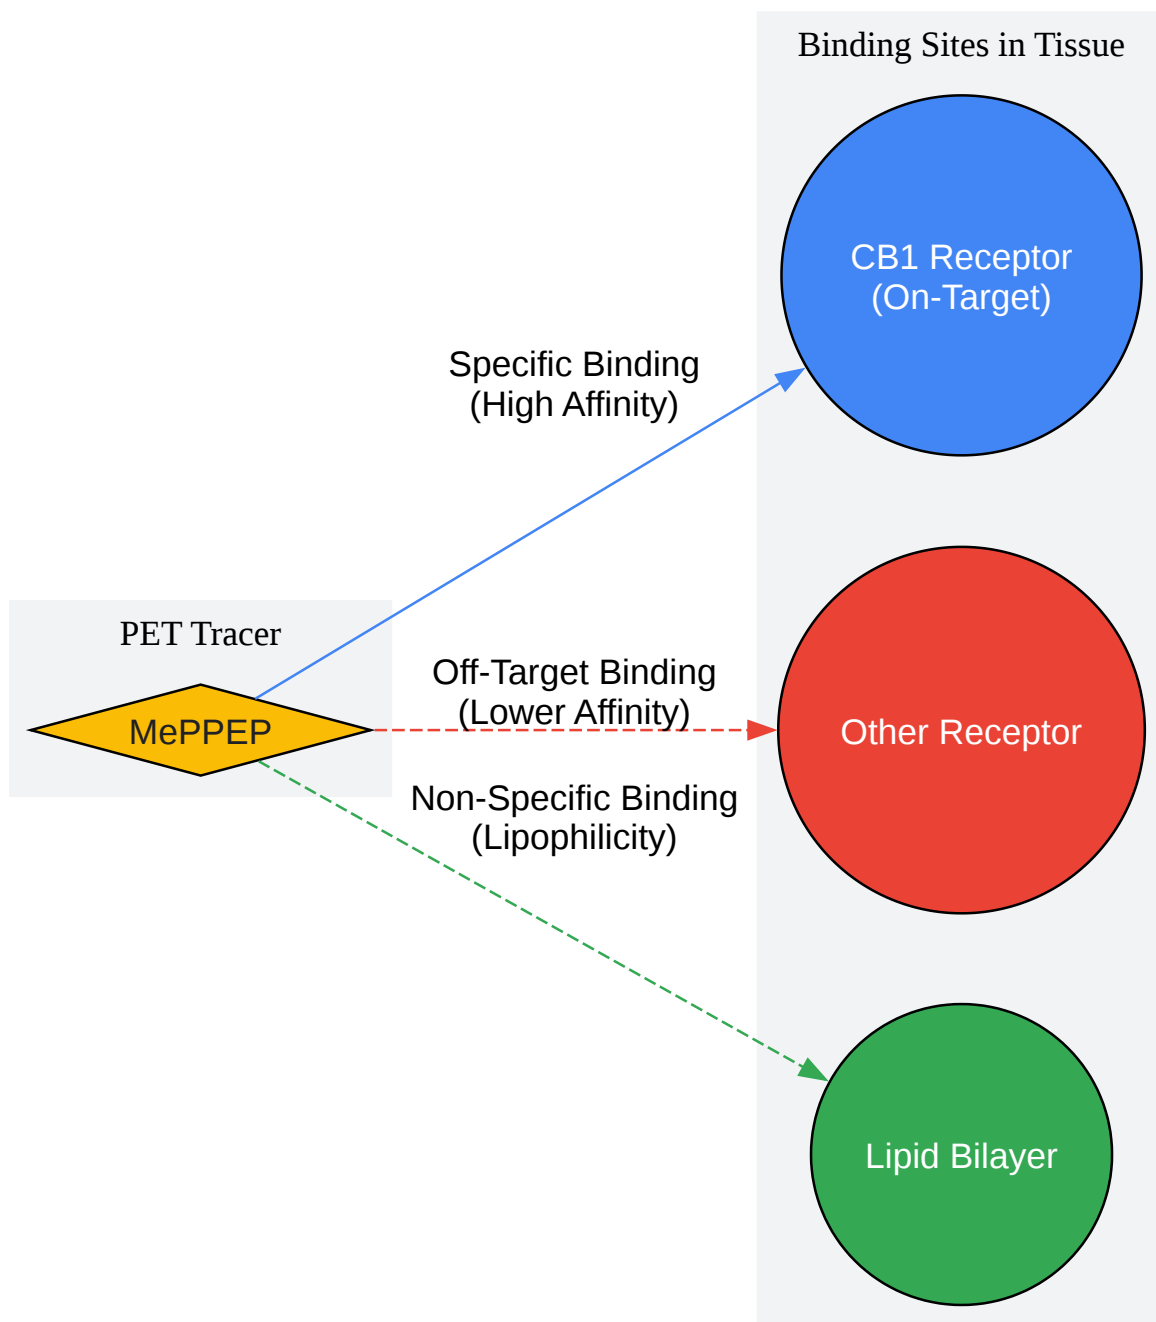 Binding Sites in Tissue
CB1 Receptor
(On-Target)
Specific Binding
(High Affinity)
PET Tracer
MePPEP
Off-Target Binding
(Lower Affinity)
Other Receptor
Non-Specific Binding
(Lipophilicity)
Lipid Bilayer